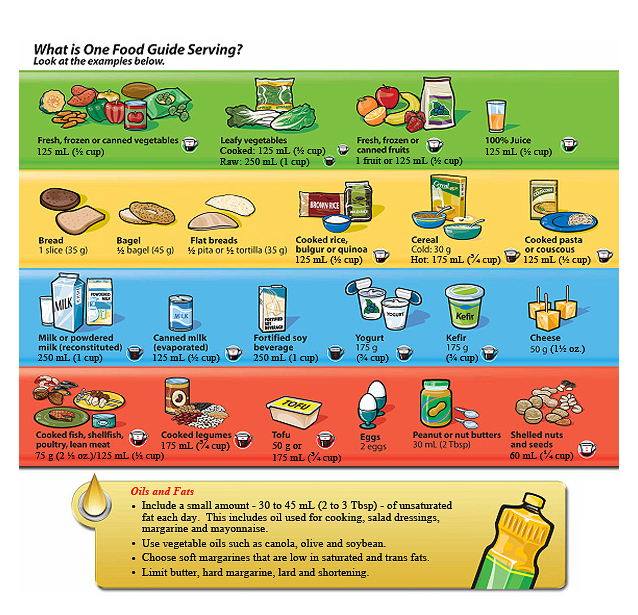 What is One Food Guide Serving?
Look at the examples below.
Fresh, frozen or canned vegetables
125 mL (½ cup)
Leafy vegetables
Cooked: 125 mL (½ cup)
Raw: 250 mL (1 cup)
Fresh, frozen or
canned fruits
1 fruit or 125 mL (½ cup)
100% Juice
125 mL (½ cup)
BROWN RICE
Cereal
COUSCOUS
Bread
1 slice (35 g)
Bagel
½ bagel (45 g)
Flat breads
½ pita or ½ tortilla (35 g)
Cooked rice,
bulgur or quinoa
125 mL (½ cup)
Cereal
Cold: 30 g
Hot: 175 mL (¾ cup)
Cooked pasta
or couscous
125 mL (½ cup)
MILK
POWDERED
MILK
MILK
FORTIFIED
SOY
BEVERAGE
YOGURT
Kefir
Milk or powdered
milk (reconstituted)
250 mL (1 cup)
Canned milk
(evaporated)
125 mL (½ cup)
Fortified soy
beverage
250 mL (1 cup)
Yogurt
175 g
(¾ cup)
Kefir
175 g
(¾ cup)
Cheese
50 g (1½ oz.)
TOFU
Cooked fish, shellfish,
poultry, lean meat
75 g (2 ½ oz.)/125 mL (½ cup)
Cooked legumes
175 mL (¾ cup)
Tofu
50 g or
175 mL (¾ cup)
Eggs
2 eggs
Peanut or nut butters
30 mL (2 Tbsp)
Shelled nuts
and seeds
60 mL (¼ cup)
Oils and Fats
• Include a small amount - 30 to 45 mL (2 to 3 Tbsp) - of unsaturated
fat each day. This includes oil used for cooking, salad dressings,
margarine and mayonnaise.
• Use vegetable oils such as canola, olive and soybean.
• Choose soft margarines that are low in saturated and trans fats.
• Limit butter, hard margarine, lard and shortening.